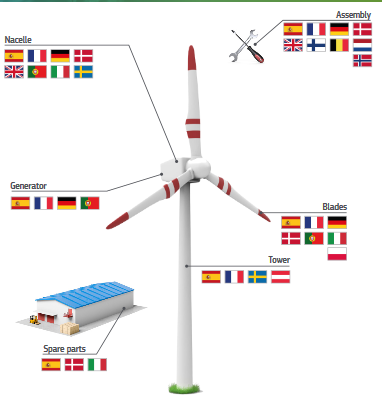 Assembly
Nacelle
Generator
Blades
Tower
Spare parts